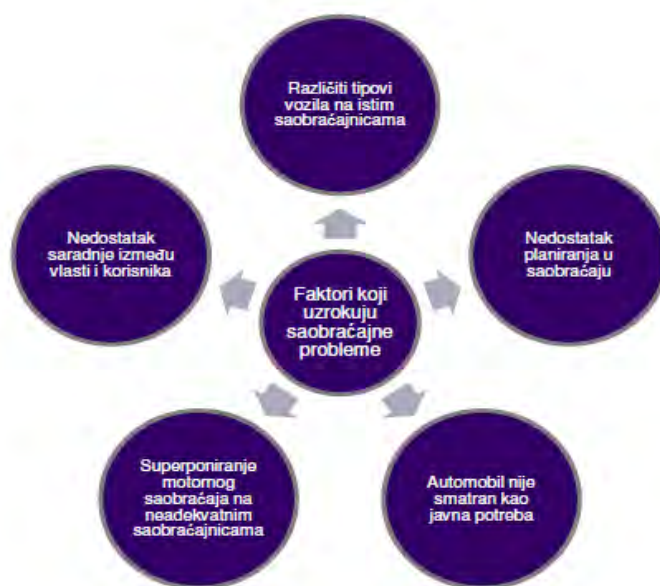 Različiti tipovi
vozila na istim
saobraćajnicama
Nedostatak
saradnje između
vlasti i korisnika
Nedostatak
planiranja u
saobraćaju
Faktori koji
uzrokuju
saobraćajne
probleme
Superponiranje
motornog
saobraćaja na
neadekvatnim
saobraćajnicama
Automobil nije
smatran kao
javna potreba